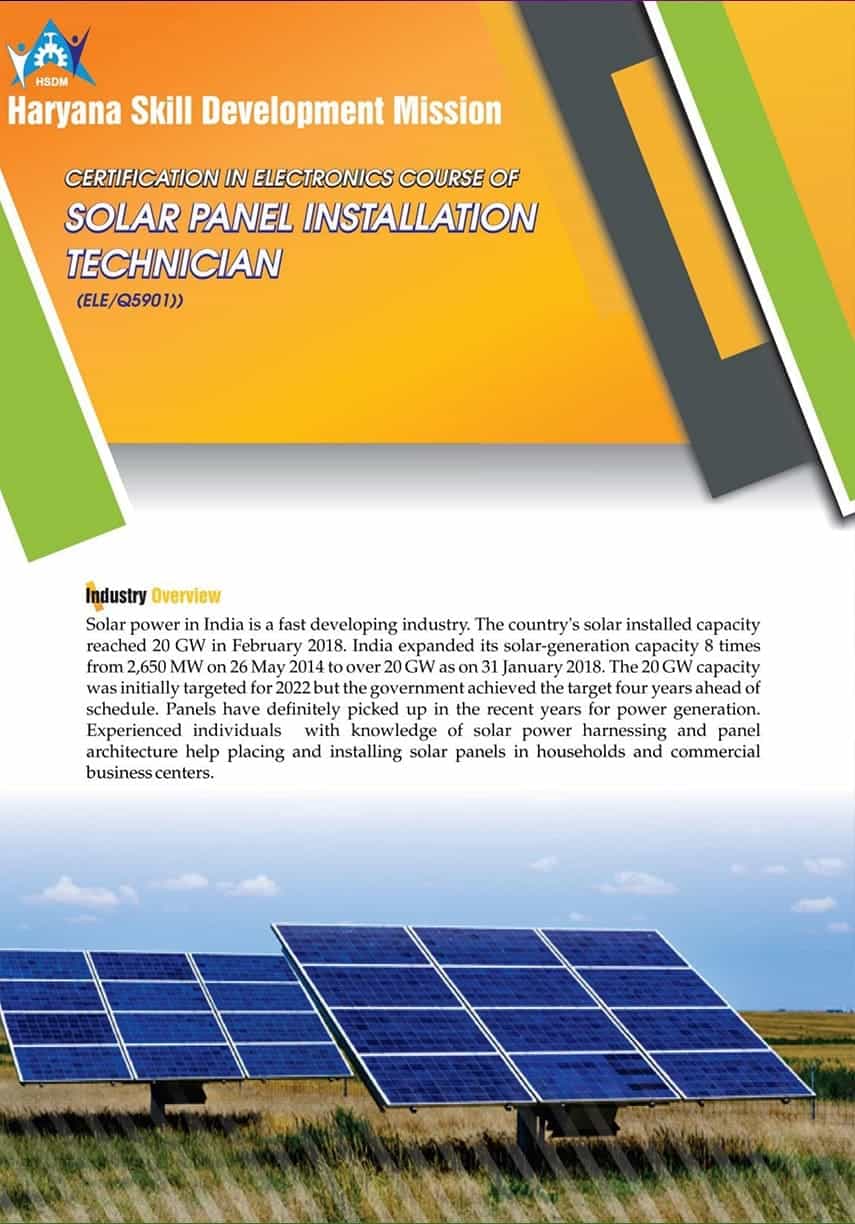 HSDM
Haryana Skill Development Mission
CERTIFICATION IN ELECTRONICS COURSE OF
SOLAR PANEL INSTALLATION
TECHNICIAN
(ELE/Q5901))
Industry Overview
Solar power in India is a fast developing industry. The country's solar installed capacity
reached 20 GW in February 2018. India expanded its solar-generation capacity 8 times
from 2,650 MW on 26 May 2014 to over 20 GW as on 31 January 2018. The 20 GW capacity
was initially targeted for 2022 but the government achieved the target four years ahead of
schedule. Panels have definitely picked up in the recent years for power generation.
Experienced individuals with knowledge of solar power harnessing and panel
architecture help placing and installing solar panels in households and commercial
business centers.